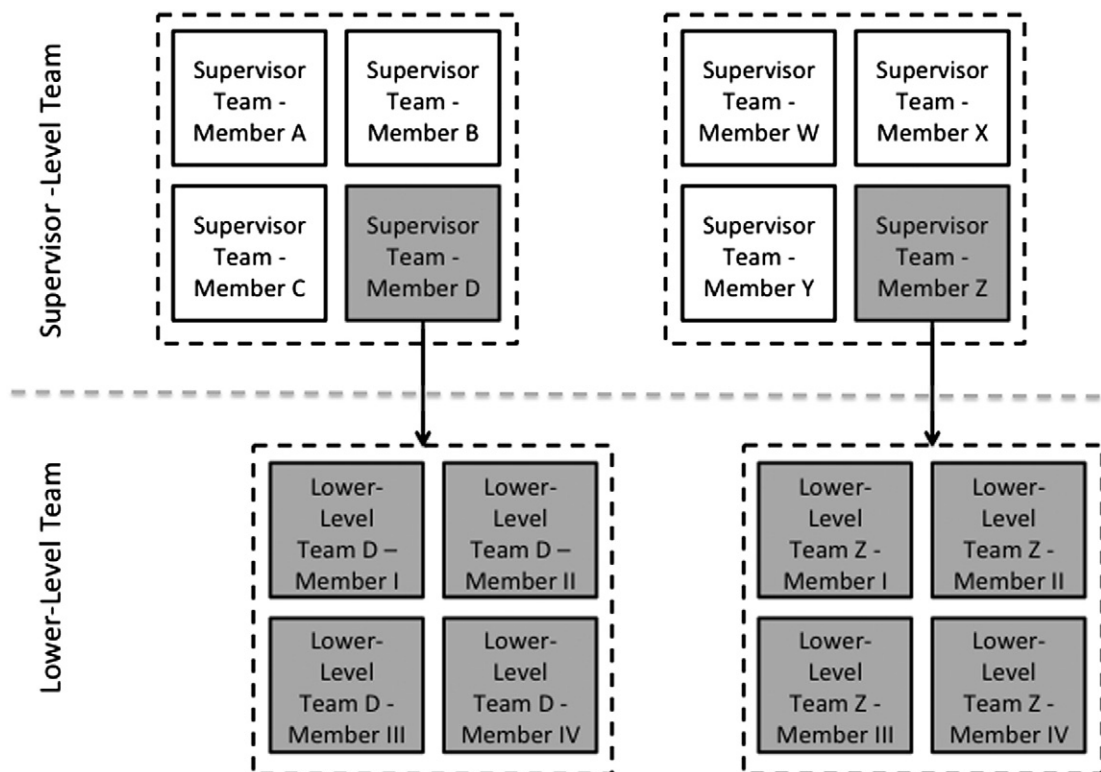 Supervisor -Level Team
Supervisor
Team -
Member A
Supervisor
Team -
Member B
Supervisor
Team -
Member C
Supervisor
Team -
Member D
Supervisor
Team -
Member W
Supervisor
Team -
Member X
Supervisor
Team -
Member Y
Supervisor
Team -
Member Z
Lower-Level Team
Lower-
Level
Team D –
Member I
Lower-
Level
Team D –
Member II
Lower-
Level
Team D -
Member III
Lower-
Level
Team D -
Member IV
Lower-
Level
Team Z -
Member I
Lower-
Level
Team Z -
Member II
Lower-
Level
Team Z -
Member III
Lower-
Level
Team Z -
Member IV